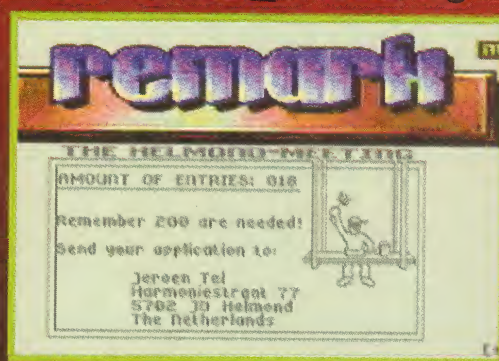 remark
THE HELMOND-MEETING
AMOUNT OF ENTRIES: 018
Remember 200 are needed!
Send your application to:
Jeroen Tel
Harmoniestraat 77
5702 JD Helmond
The Netherlands